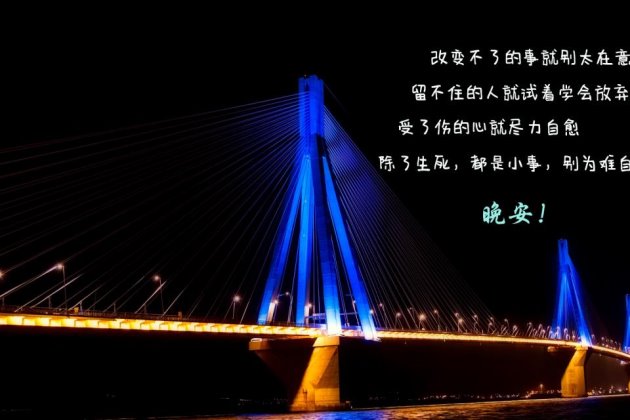 改变不了的事就别太在意
留不住的人就试着学会放弃
受了伤的心就尽力自愈
除了生死，都是小事，别为难自
晚安！